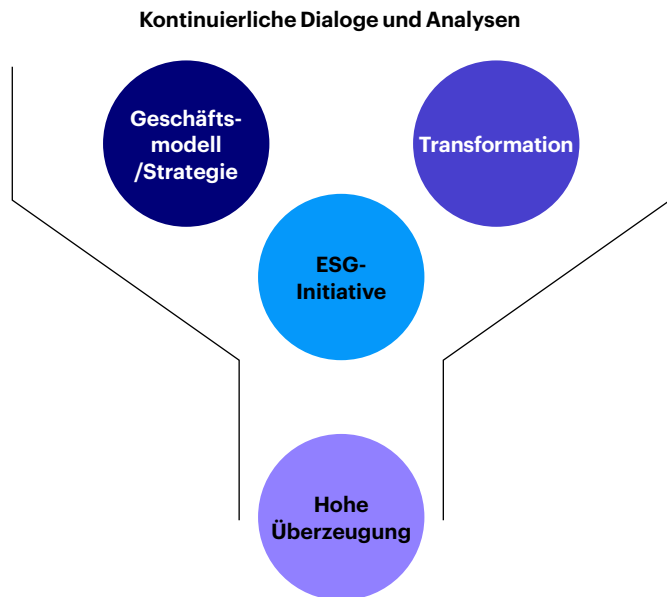 Kontinuierliche Dialoge und Analysen
Geschäfts-
modell
/Strategie
Transformation
ESG-
Initiative
Hohe
Überzeugung